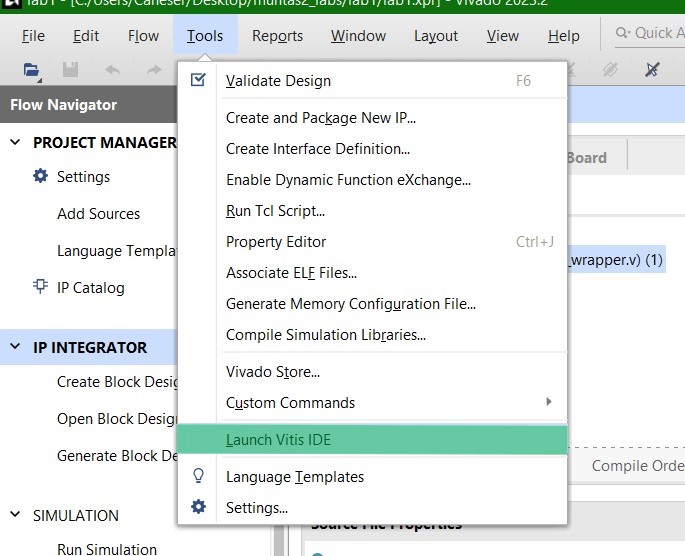 lab1 - [C:/Users/Caneser/Desktop/muhtas2_labs/lab1/lab1.xpr] - Vivado 2023.2
File Edit Flow Tools Reports Window Layout View Help Quick A
Flow Navigator
PROJECT MANAGER
Settings
Add Sources
Language Templa
IP Catalog
IP INTEGRATOR
Create Block Desig
Open Block Design
Generate Block De
SIMULATION
Run Simulation
Validate Design F6
Create and Package New IP...
Create Interface Definition...
Enable Dynamic Function eXchange...
Run Tcl Script...
Property Editor Ctrl+J
Associate ELF Files...
Generate Memory Configuration File...
Compile Simulation Libraries...
Vivado Store...
Custom Commands
Launch Vitis IDE
Language Templates
Settings...
Board
_wrapper.v) (1)
Compile Orde
Source File Properties